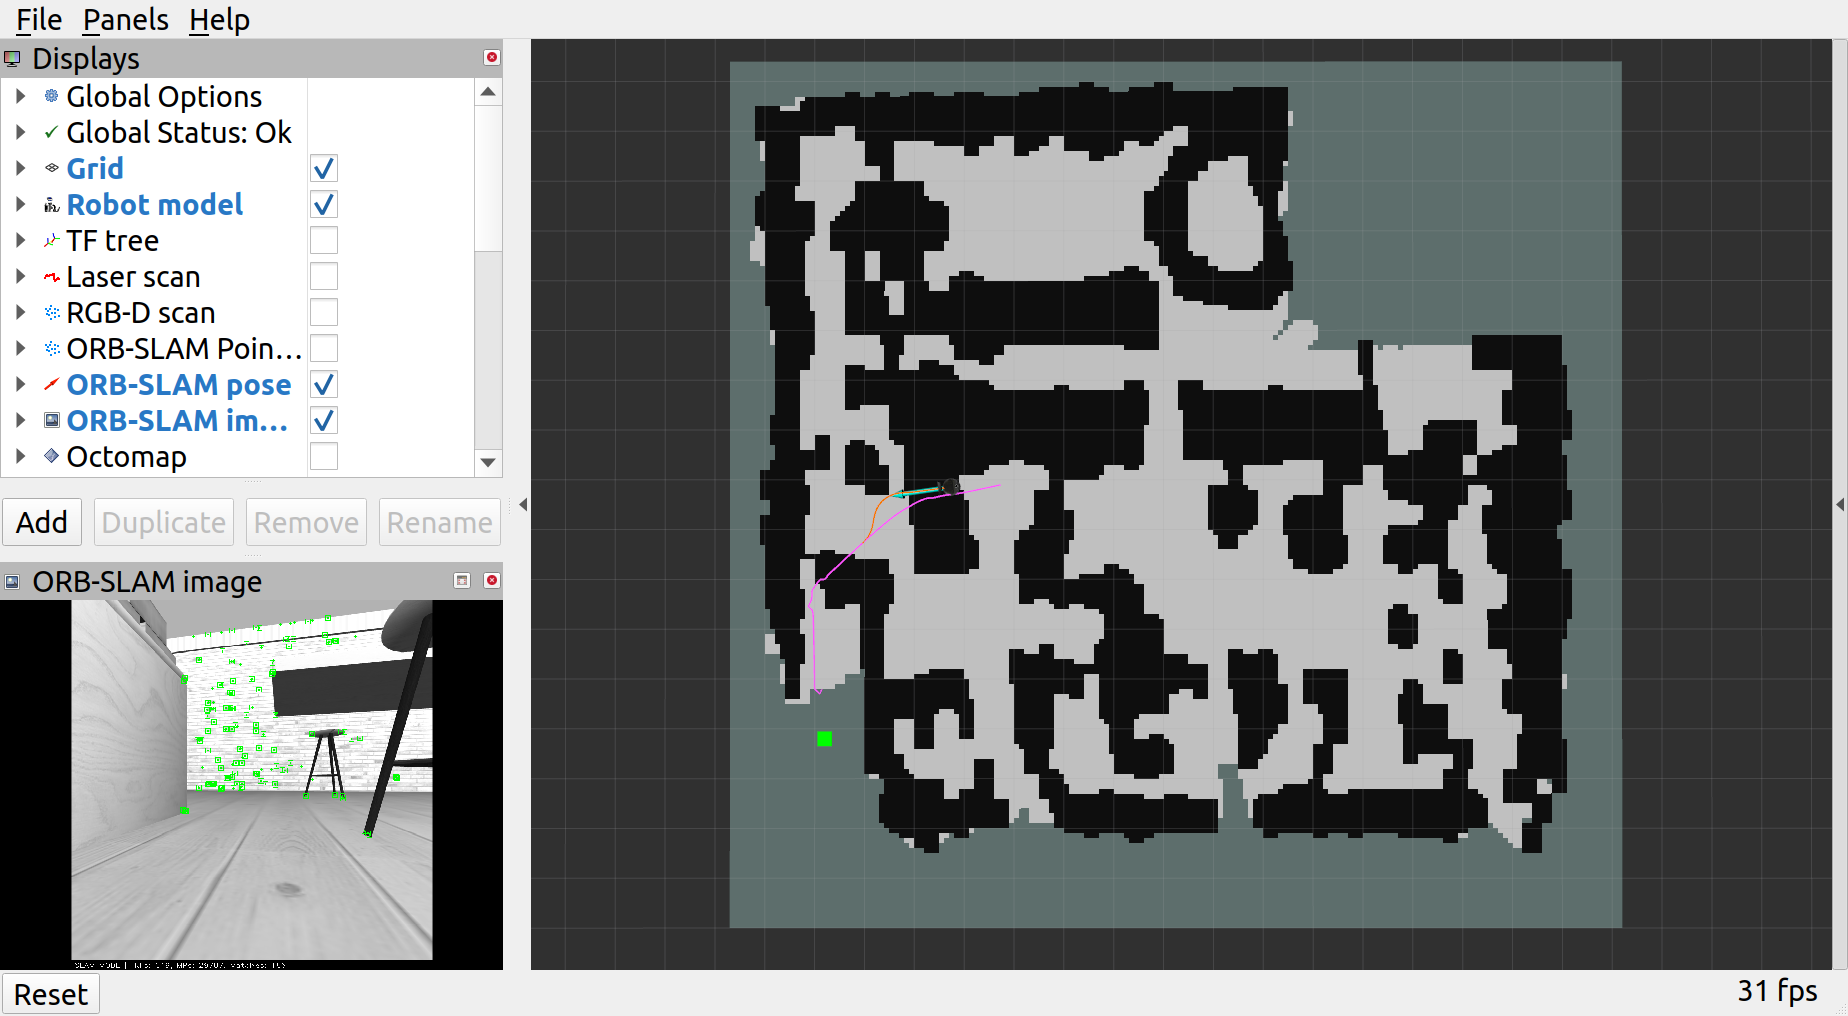 File Panels Help
Displays
Global Options
Global Status: Ok
Grid
Robot model
TF tree
Laser scan
RGB-D scan
ORB-SLAM Poin...
ORB-SLAM pose
ORB-SLAM im...
Octomap
Add Duplicate Remove Rename
ORB-SLAM image
SLAM MODE |
Reset
31 fps